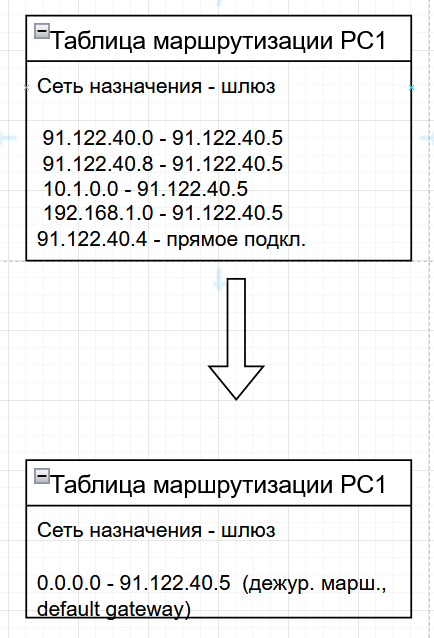 Таблица маршрутизации PC1
Сеть назначения - шлюз
91.122.40.0 - 91.122.40.5
91.122.40.8 - 91.122.40.5
10.1.0.0 - 91.122.40.5
192.168.1.0 - 91.122.40.5
91.122.40.4 - прямое подкл.
Таблица маршрутизации PC1
Сеть назначения - шлюз
0.0.0.0 - 91.122.40.5 (дежур. марш.,
default gateway)